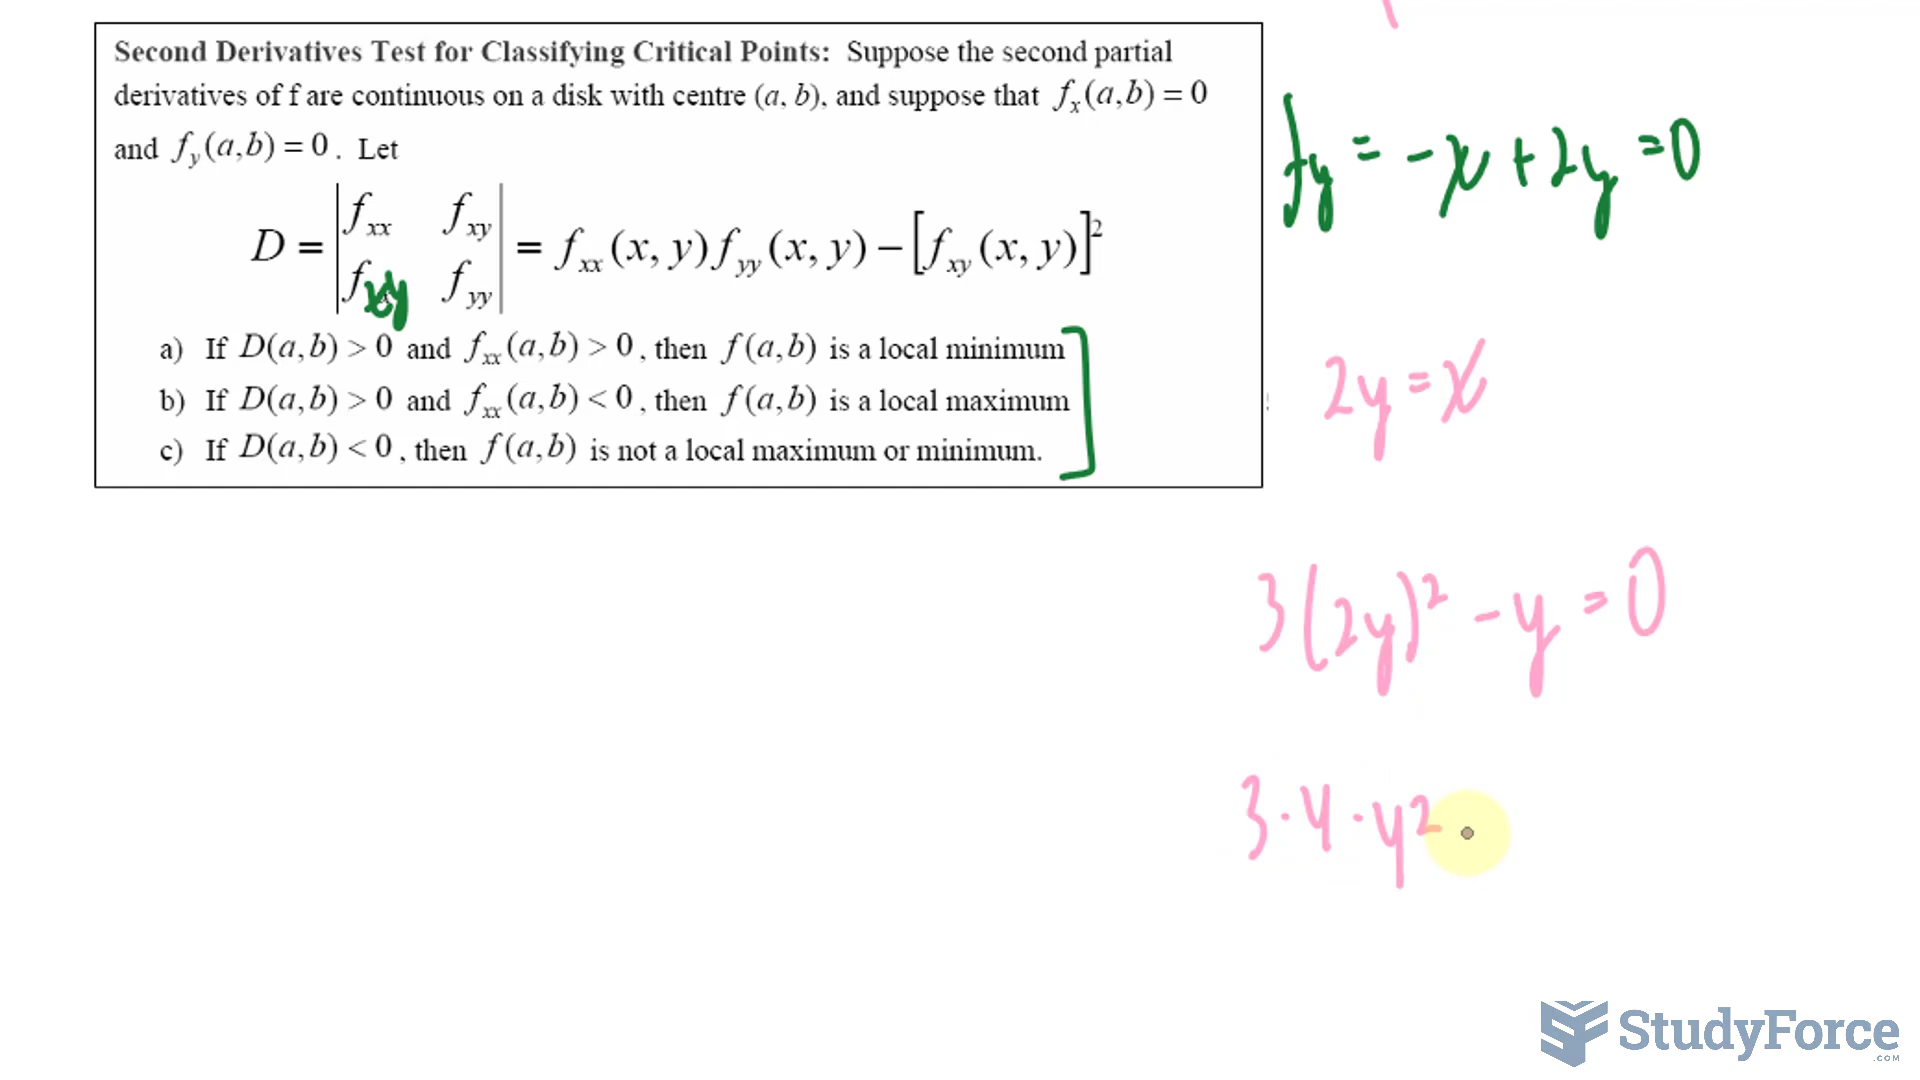 Second Derivatives Test for Classifying Critical Points: Suppose the second partial
derivatives of f are continuous on a disk with centre (a, b), and suppose that fₓ(a,b) = 0
and f_y(a,b) = 0. Let
D = | f_xx f_xy | = f_xx(x, y) f_yy(x, y) − [f_xy(x, y)]²
| f_xy f_yy |
a) If D(a,b) > 0 and f_xx(a,b) > 0, then f(a,b) is a local minimum
b) If D(a,b) > 0 and f_xx(a,b) < 0, then f(a,b) is a local maximum
c) If D(a,b) < 0, then f(a,b) is not a local maximum or minimum.
fy = -x + 2y = 0
2y = x
3(2y)² - y = 0
3·4·y²
StudyForce
.COM